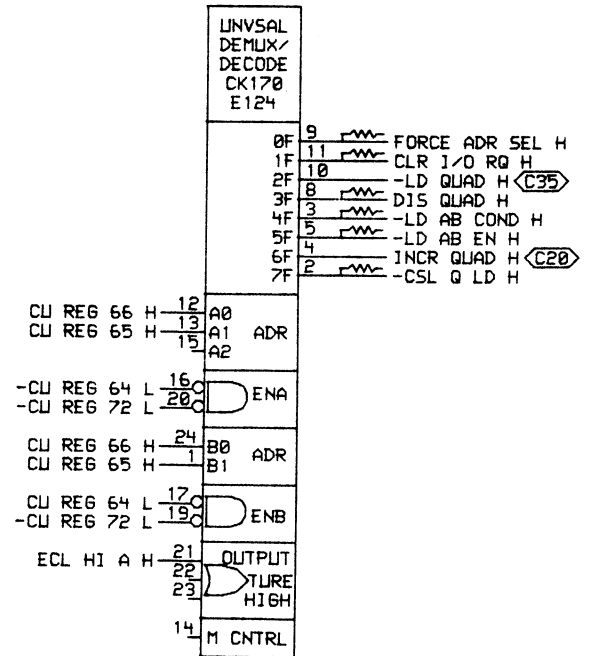 UNVSAL
DEMUX/
DECODE
CK170
E124
0F 9 FORCE ADR SEL H
1F 11 CLR I/O RQ H
2F 10 -LD QUAD H C35
3F 8 DIS QUAD H
4F 3 -LD AB COND H
5F 5 -LD AB EN H
6F 4 INCR QUAD H C20
7F 2 -CSL Q LD H
CU REG 66 H 12 A0
CU REG 65 H 13 A1 ADR
15 A2
-CU REG 64 L 16 ENA
-CU REG 72 L 20
CU REG 66 H 24 B0
CU REG 65 H 1 B1 ADR
CU REG 64 L 17
-CU REG 72 L 19 ENB
ECL HI A H 21 OUTPUT
22 TURE
23 HIGH
14 M CNTRL